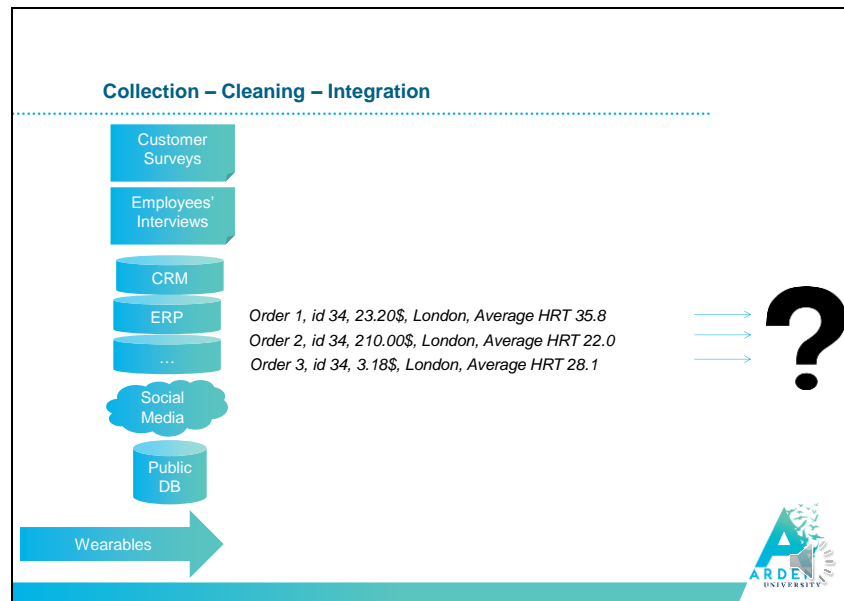 Collection – Cleaning – Integration
Customer
Surveys
Employees'
Interviews
CRM
ERP
Order 1, id 34, 23.20$, London, Average HRT 35.8
Order 2, id 34, 210.00$, London, Average HRT 22.0
...
Order 3, id 34, 3.18$, London, Average HRT 28.1
?
Social
Media
Public
DB
Wearables
ARDEN
UNIVERSITY